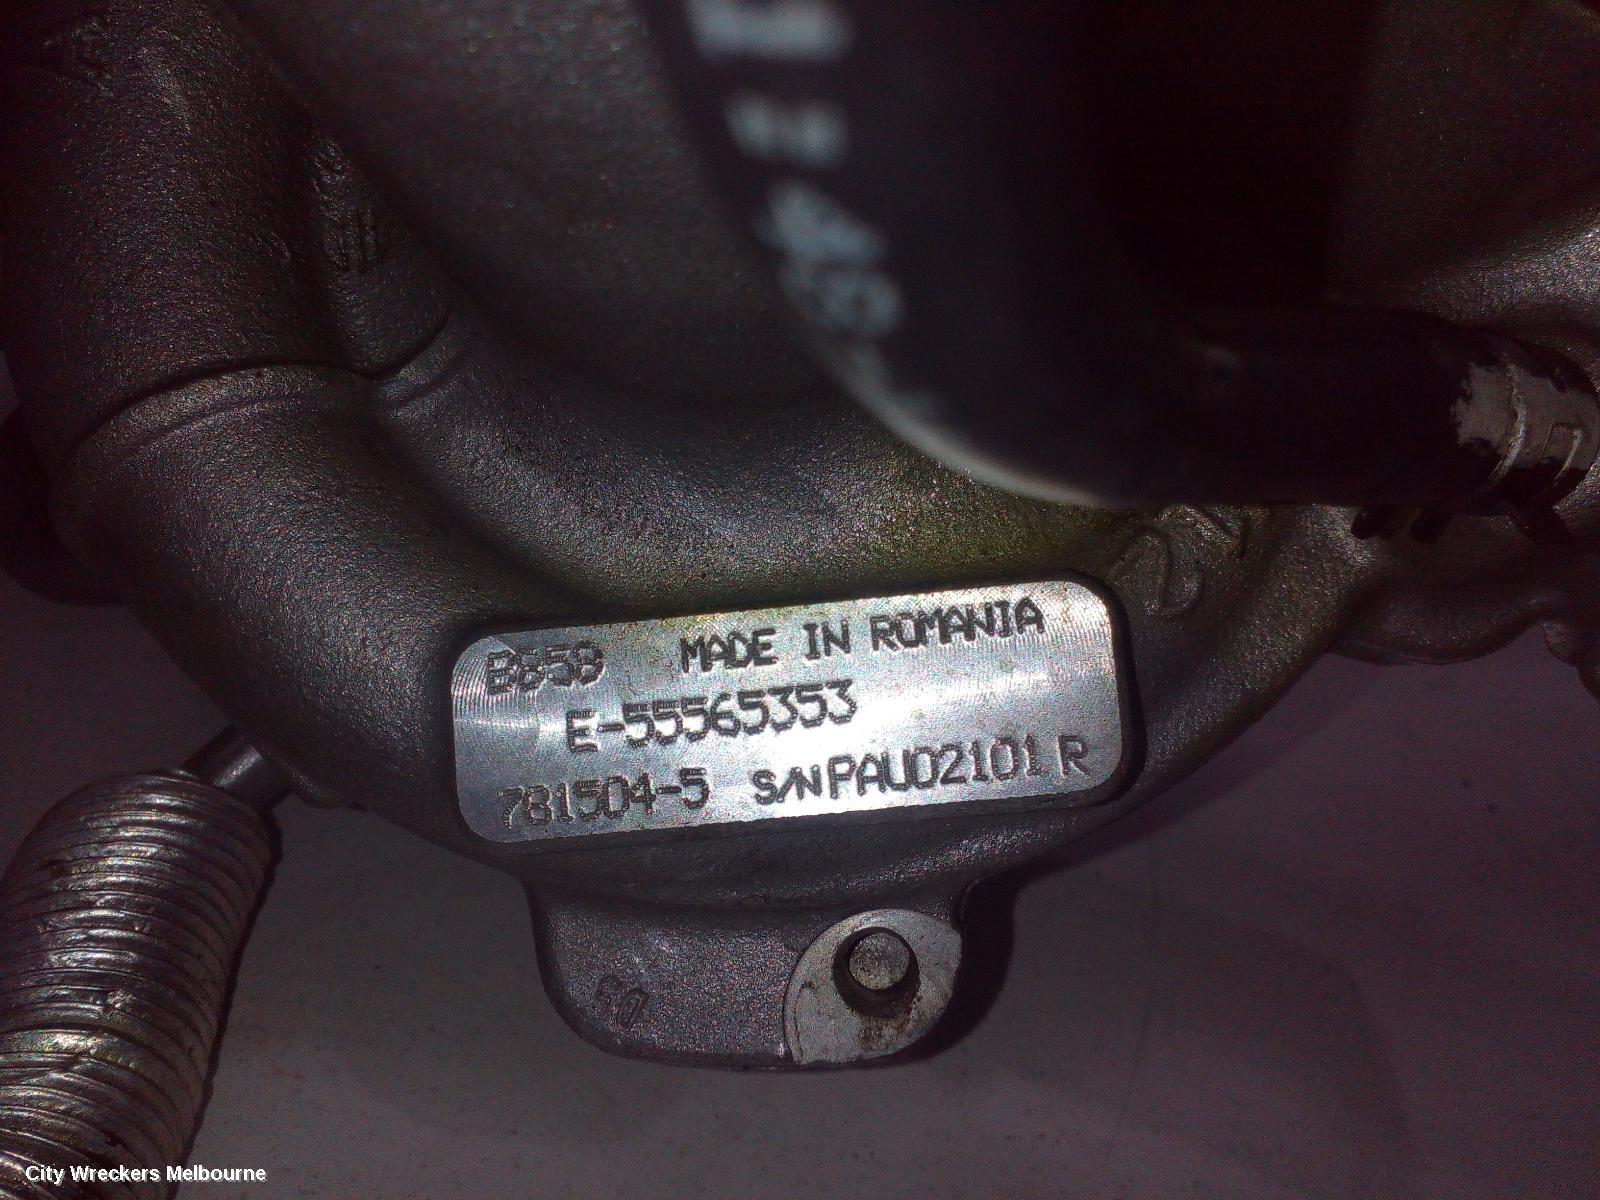 B658 MADE IN ROMANIA
E-55565353
781504-5 S/N PAU02101 R
City Wreckers Melbourne